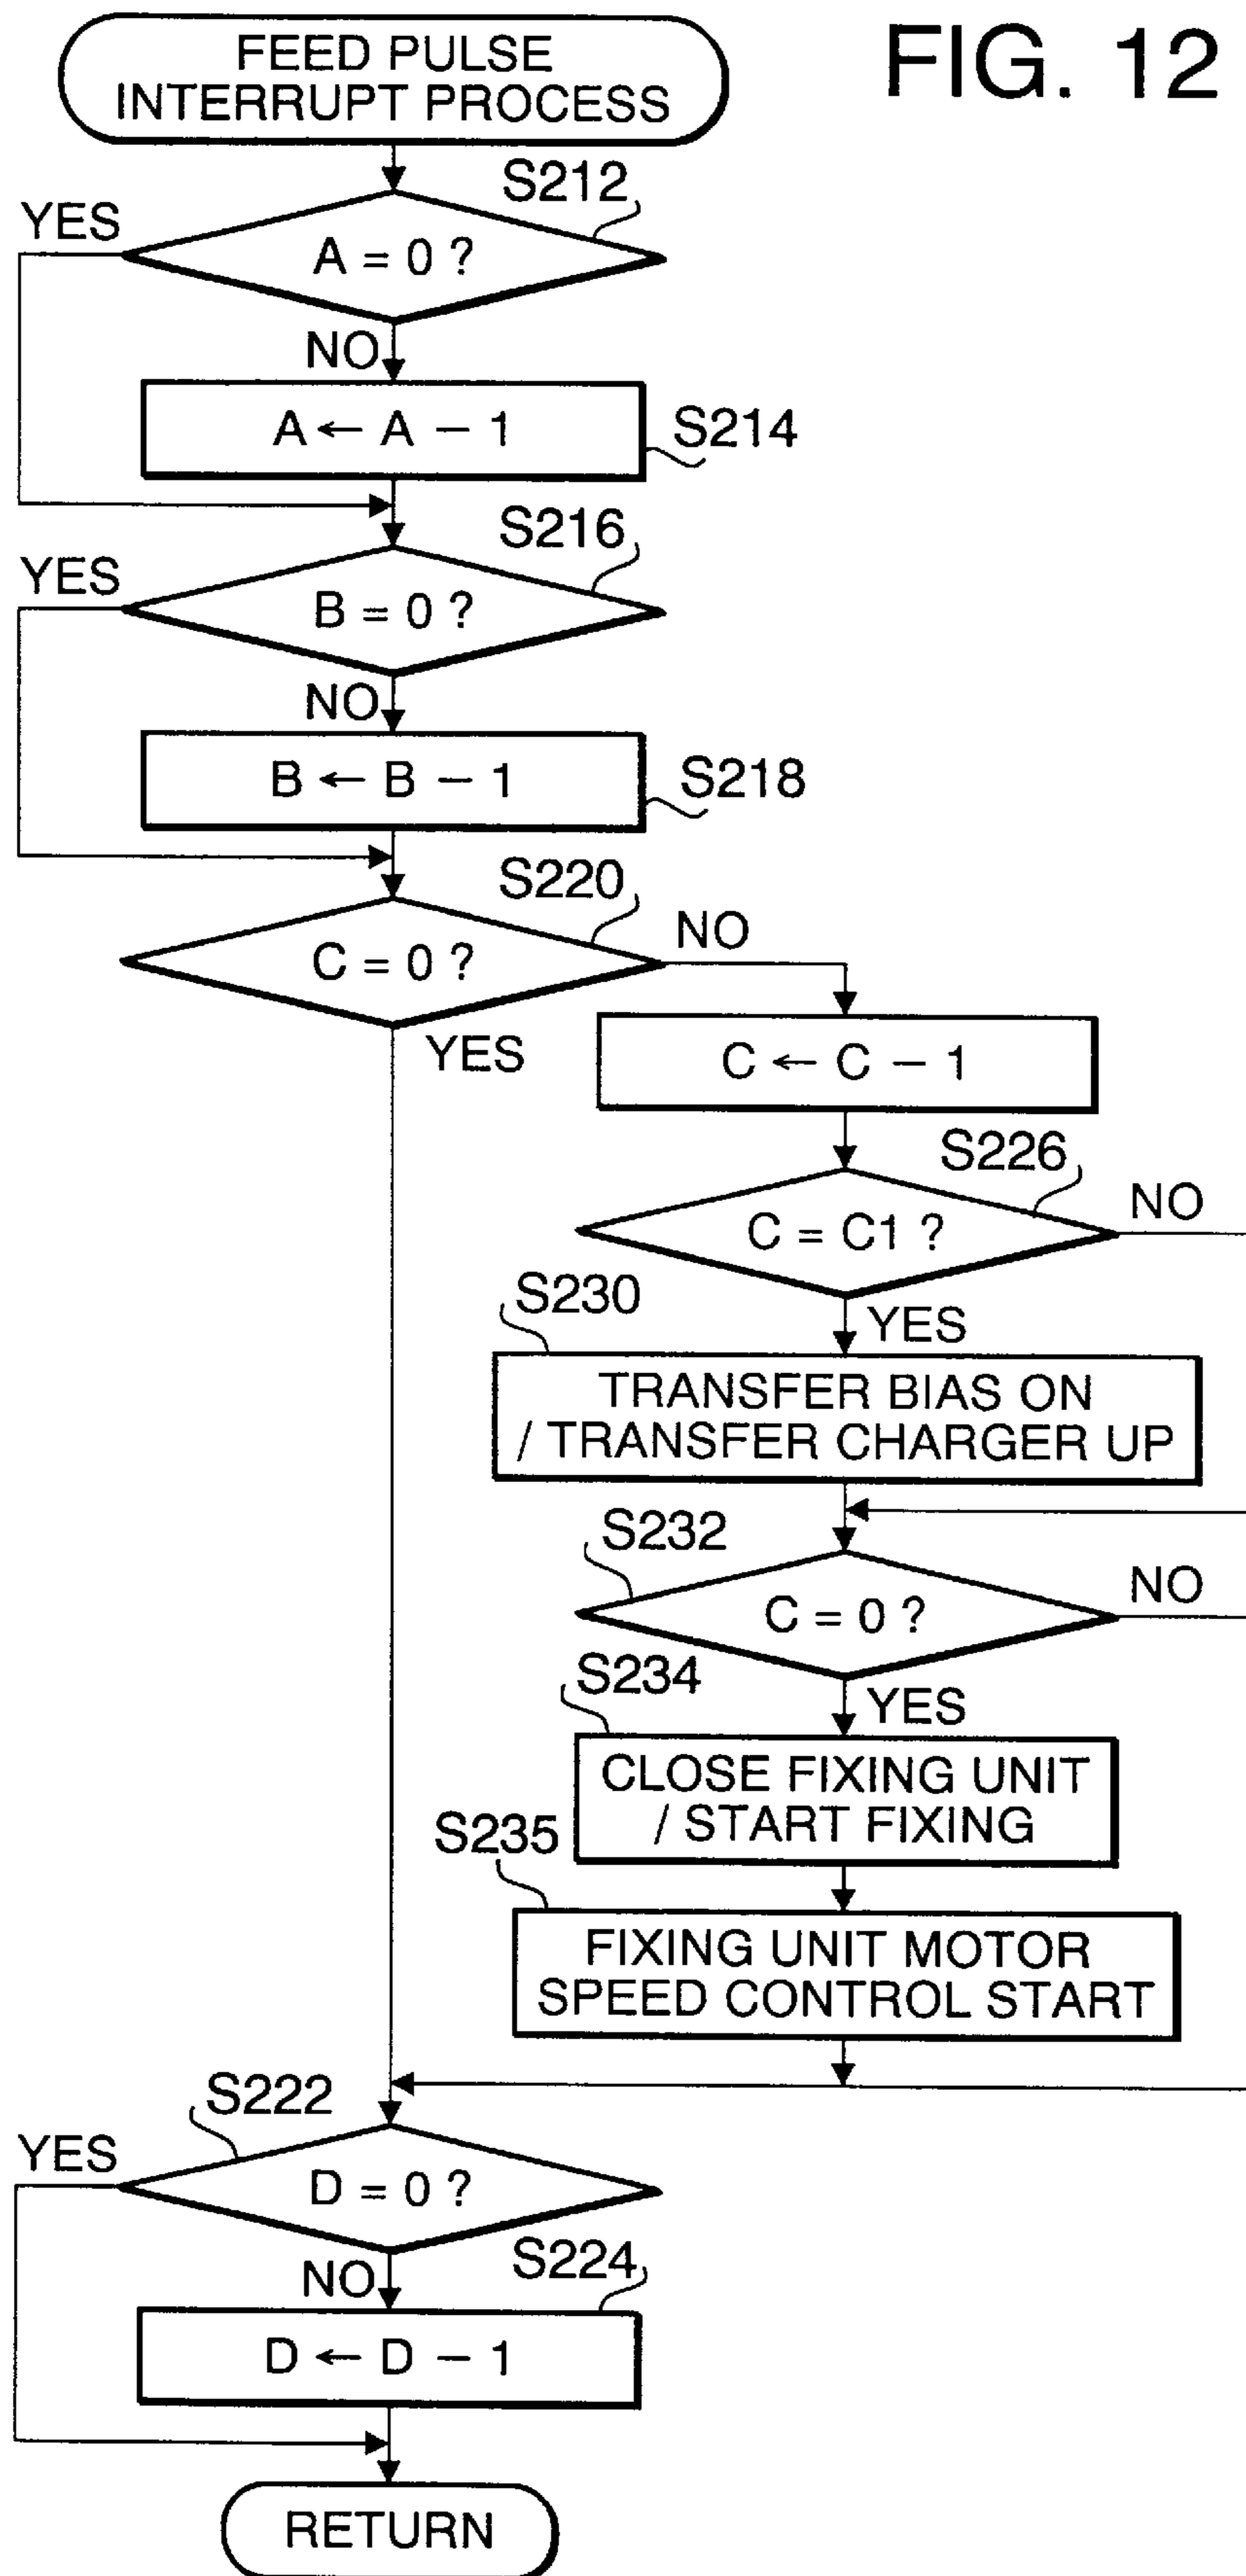 FIG. 12
FEED PULSE
INTERRUPT PROCESS
S212
YES
A = 0 ?
NO
A ← A − 1
S214
S216
YES
B = 0 ?
NO
B ← B − 1
S218
S220
NO
C = 0 ?
YES
C ← C − 1
S226
NO
C = C1 ?
S230
YES
TRANSFER BIAS ON
/ TRANSFER CHARGER UP
S232
NO
C = 0 ?
S234
YES
CLOSE FIXING UNIT
/ START FIXING
S235
FIXING UNIT MOTOR
SPEED CONTROL START
S222
YES
D = 0 ?
NO
S224
D ← D − 1
RETURN